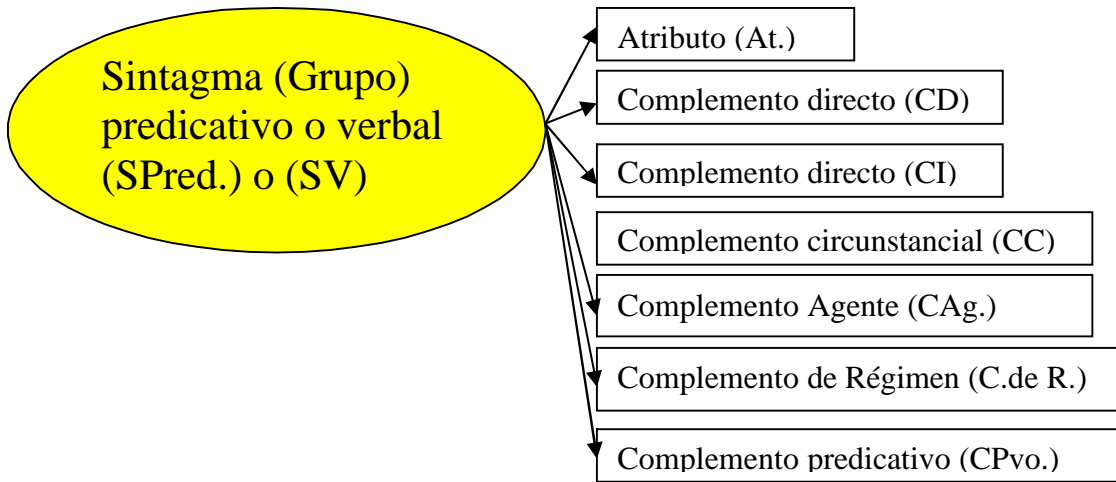 Sintagma (Grupo)
predicativo o verbal
(SPred.) o (SV)
Atributo (At.)
Complemento directo (CD)
Complemento directo (CI)
Complemento circunstancial (CC)
Complemento Agente (CAg.)
Complemento de Régimen (C.de R.)
Complemento predicativo (CPvo.)